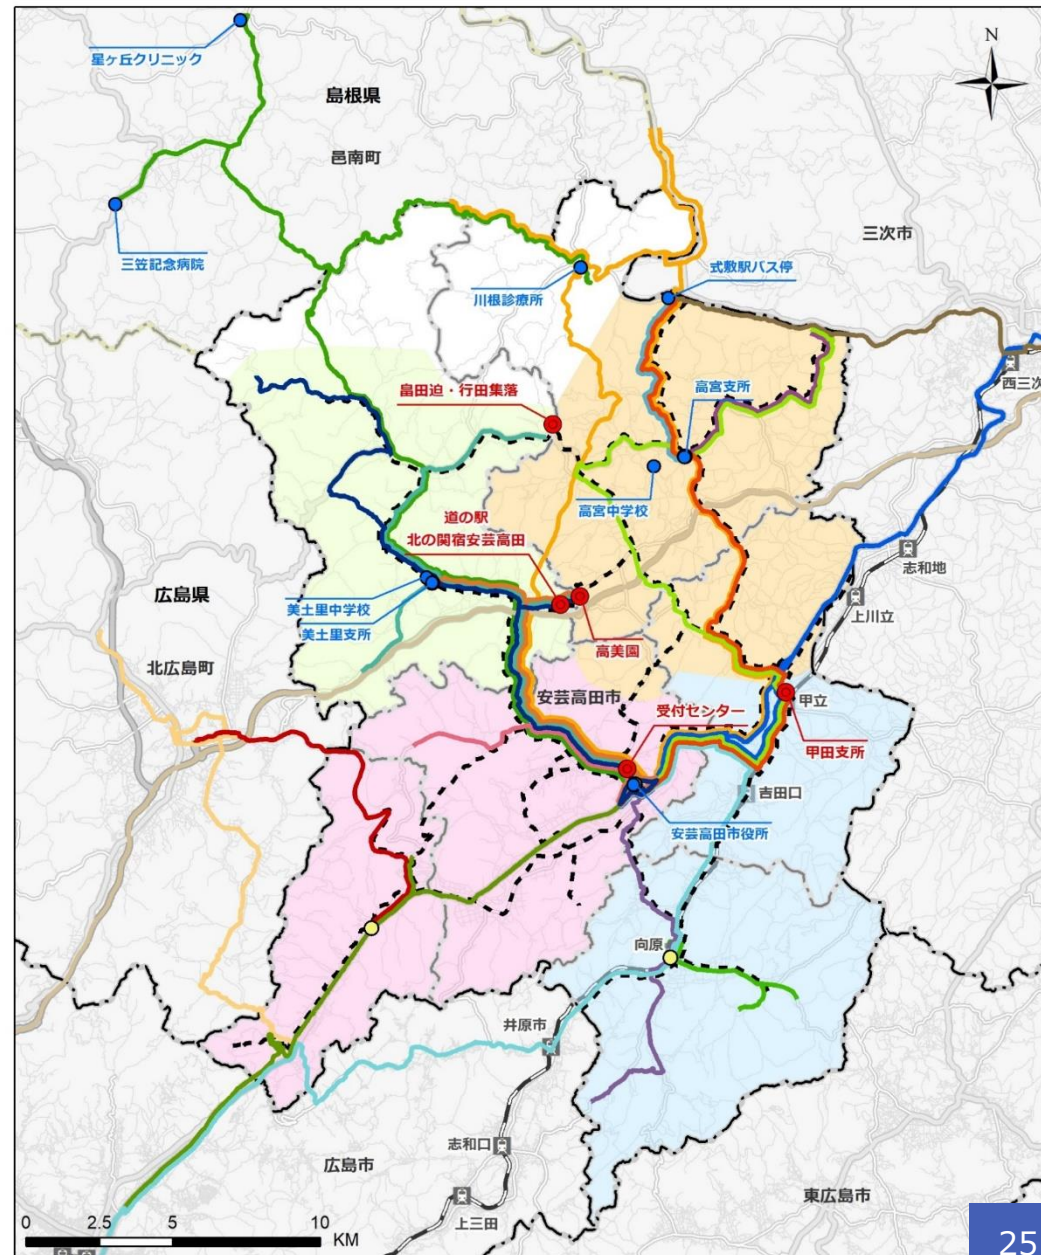 N
星ヶ丘クリニック
島根県
邑南町
三次市
三笠記念病院
川根診療所
式敷駅バス停
西三次
畠田迫・行田集落
高宮支所
高宮中学校
道の駅
北の関宿安芸高田
志和地
広島県
美土里中学校
美土里支所
上川立
北広島町
高美園
安芸高田市
受付センター
甲立
甲田支所
吉田口
安芸高田市役所
向原
井原市
志和口
広島市
東広島市
上三田
0 2.5 5 10
KM
25